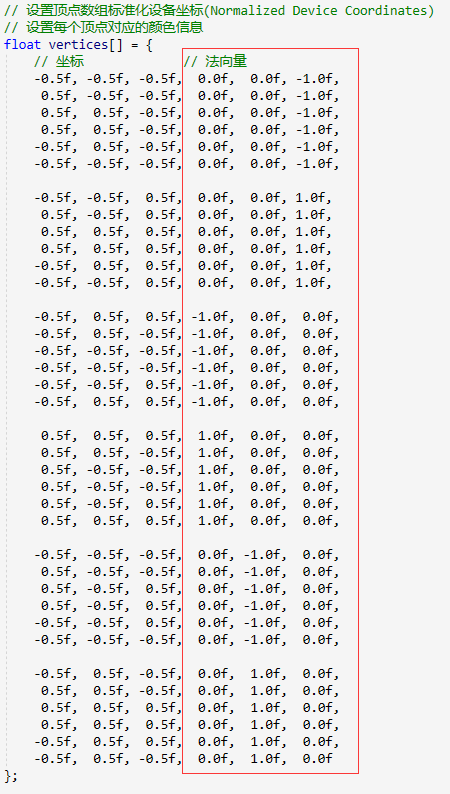 // 设置顶点数组标准化设备坐标(Normalized Device Coordinates)
// 设置每个顶点对应的颜色信息
float vertices[] = {
// 坐标 // 法向量
-0.5f, -0.5f, -0.5f, 0.0f, 0.0f, -1.0f,
0.5f, -0.5f, -0.5f, 0.0f, 0.0f, -1.0f,
0.5f, 0.5f, -0.5f, 0.0f, 0.0f, -1.0f,
0.5f, 0.5f, -0.5f, 0.0f, 0.0f, -1.0f,
-0.5f, 0.5f, -0.5f, 0.0f, 0.0f, -1.0f,
-0.5f, -0.5f, -0.5f, 0.0f, 0.0f, -1.0f,
-0.5f, -0.5f, 0.5f, 0.0f, 0.0f, 1.0f,
0.5f, -0.5f, 0.5f, 0.0f, 0.0f, 1.0f,
0.5f, 0.5f, 0.5f, 0.0f, 0.0f, 1.0f,
0.5f, 0.5f, 0.5f, 0.0f, 0.0f, 1.0f,
-0.5f, 0.5f, 0.5f, 0.0f, 0.0f, 1.0f,
-0.5f, -0.5f, 0.5f, 0.0f, 0.0f, 1.0f,
-0.5f, 0.5f, 0.5f, -1.0f, 0.0f, 0.0f,
-0.5f, 0.5f, -0.5f, -1.0f, 0.0f, 0.0f,
-0.5f, -0.5f, -0.5f, -1.0f, 0.0f, 0.0f,
-0.5f, -0.5f, -0.5f, -1.0f, 0.0f, 0.0f,
-0.5f, -0.5f, 0.5f, -1.0f, 0.0f, 0.0f,
-0.5f, 0.5f, 0.5f, -1.0f, 0.0f, 0.0f,
0.5f, 0.5f, 0.5f, 1.0f, 0.0f, 0.0f,
0.5f, 0.5f, -0.5f, 1.0f, 0.0f, 0.0f,
0.5f, -0.5f, -0.5f, 1.0f, 0.0f, 0.0f,
0.5f, -0.5f, -0.5f, 1.0f, 0.0f, 0.0f,
0.5f, -0.5f, 0.5f, 1.0f, 0.0f, 0.0f,
0.5f, 0.5f, 0.5f, 1.0f, 0.0f, 0.0f,
-0.5f, -0.5f, -0.5f, 0.0f, -1.0f, 0.0f,
0.5f, -0.5f, -0.5f, 0.0f, -1.0f, 0.0f,
0.5f, -0.5f, 0.5f, 0.0f, -1.0f, 0.0f,
0.5f, -0.5f, 0.5f, 0.0f, -1.0f, 0.0f,
-0.5f, -0.5f, 0.5f, 0.0f, -1.0f, 0.0f,
-0.5f, -0.5f, -0.5f, 0.0f, -1.0f, 0.0f,
-0.5f, 0.5f, -0.5f, 0.0f, 1.0f, 0.0f,
0.5f, 0.5f, -0.5f, 0.0f, 1.0f, 0.0f,
0.5f, 0.5f, 0.5f, 0.0f, 1.0f, 0.0f,
0.5f, 0.5f, 0.5f, 0.0f, 1.0f, 0.0f,
-0.5f, 0.5f, 0.5f, 0.0f, 1.0f, 0.0f,
-0.5f, 0.5f, -0.5f, 0.0f, 1.0f, 0.0f
};